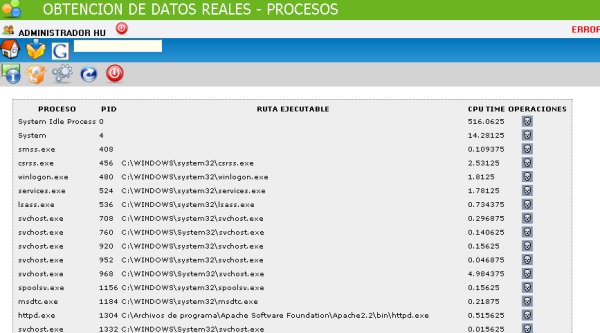 OBTENCION DE DATOS REALES - PROCESOS
ADMINISTRADOR HU
ERROR
G
PROCESO PID RUTA EJECUTABLE CPU TIME OPERACIONES
System Idle Process 0 516.0625
System 4 14.28125
smss.exe 408 0.109375
csrss.exe 456 C:\WINDOWS\system32\csrss.exe 2.53125
winlogon.exe 480 C:\WINDOWS\system32\winlogon.exe 1.8125
services.exe 524 C:\WINDOWS\system32\services.exe 1.78125
lsass.exe 536 C:\WINDOWS\system32\lsass.exe 0.734375
svchost.exe 708 C:\WINDOWS\system32\svchost.exe 0.296875
svchost.exe 760 C:\WINDOWS\System32\svchost.exe 0.140625
svchost.exe 920 C:\WINDOWS\system32\svchost.exe 0.15625
svchost.exe 952 C:\WINDOWS\system32\svchost.exe 0.046875
svchost.exe 968 C:\WINDOWS\System32\svchost.exe 4.984375
spoolsv.exe 1156 C:\WINDOWS\system32\spoolsv.exe 0.15625
msdtc.exe 1184 C:\WINDOWS\system32\msdtc.exe 0.21875
httpd.exe 1304 C:\Archivos de programa\Apache Software Foundation\Apache2.2\bin\httpd.exe 0.515625
svchost.exe 1332 C:\WINDOWS\System32\svchost.exe 0.015625